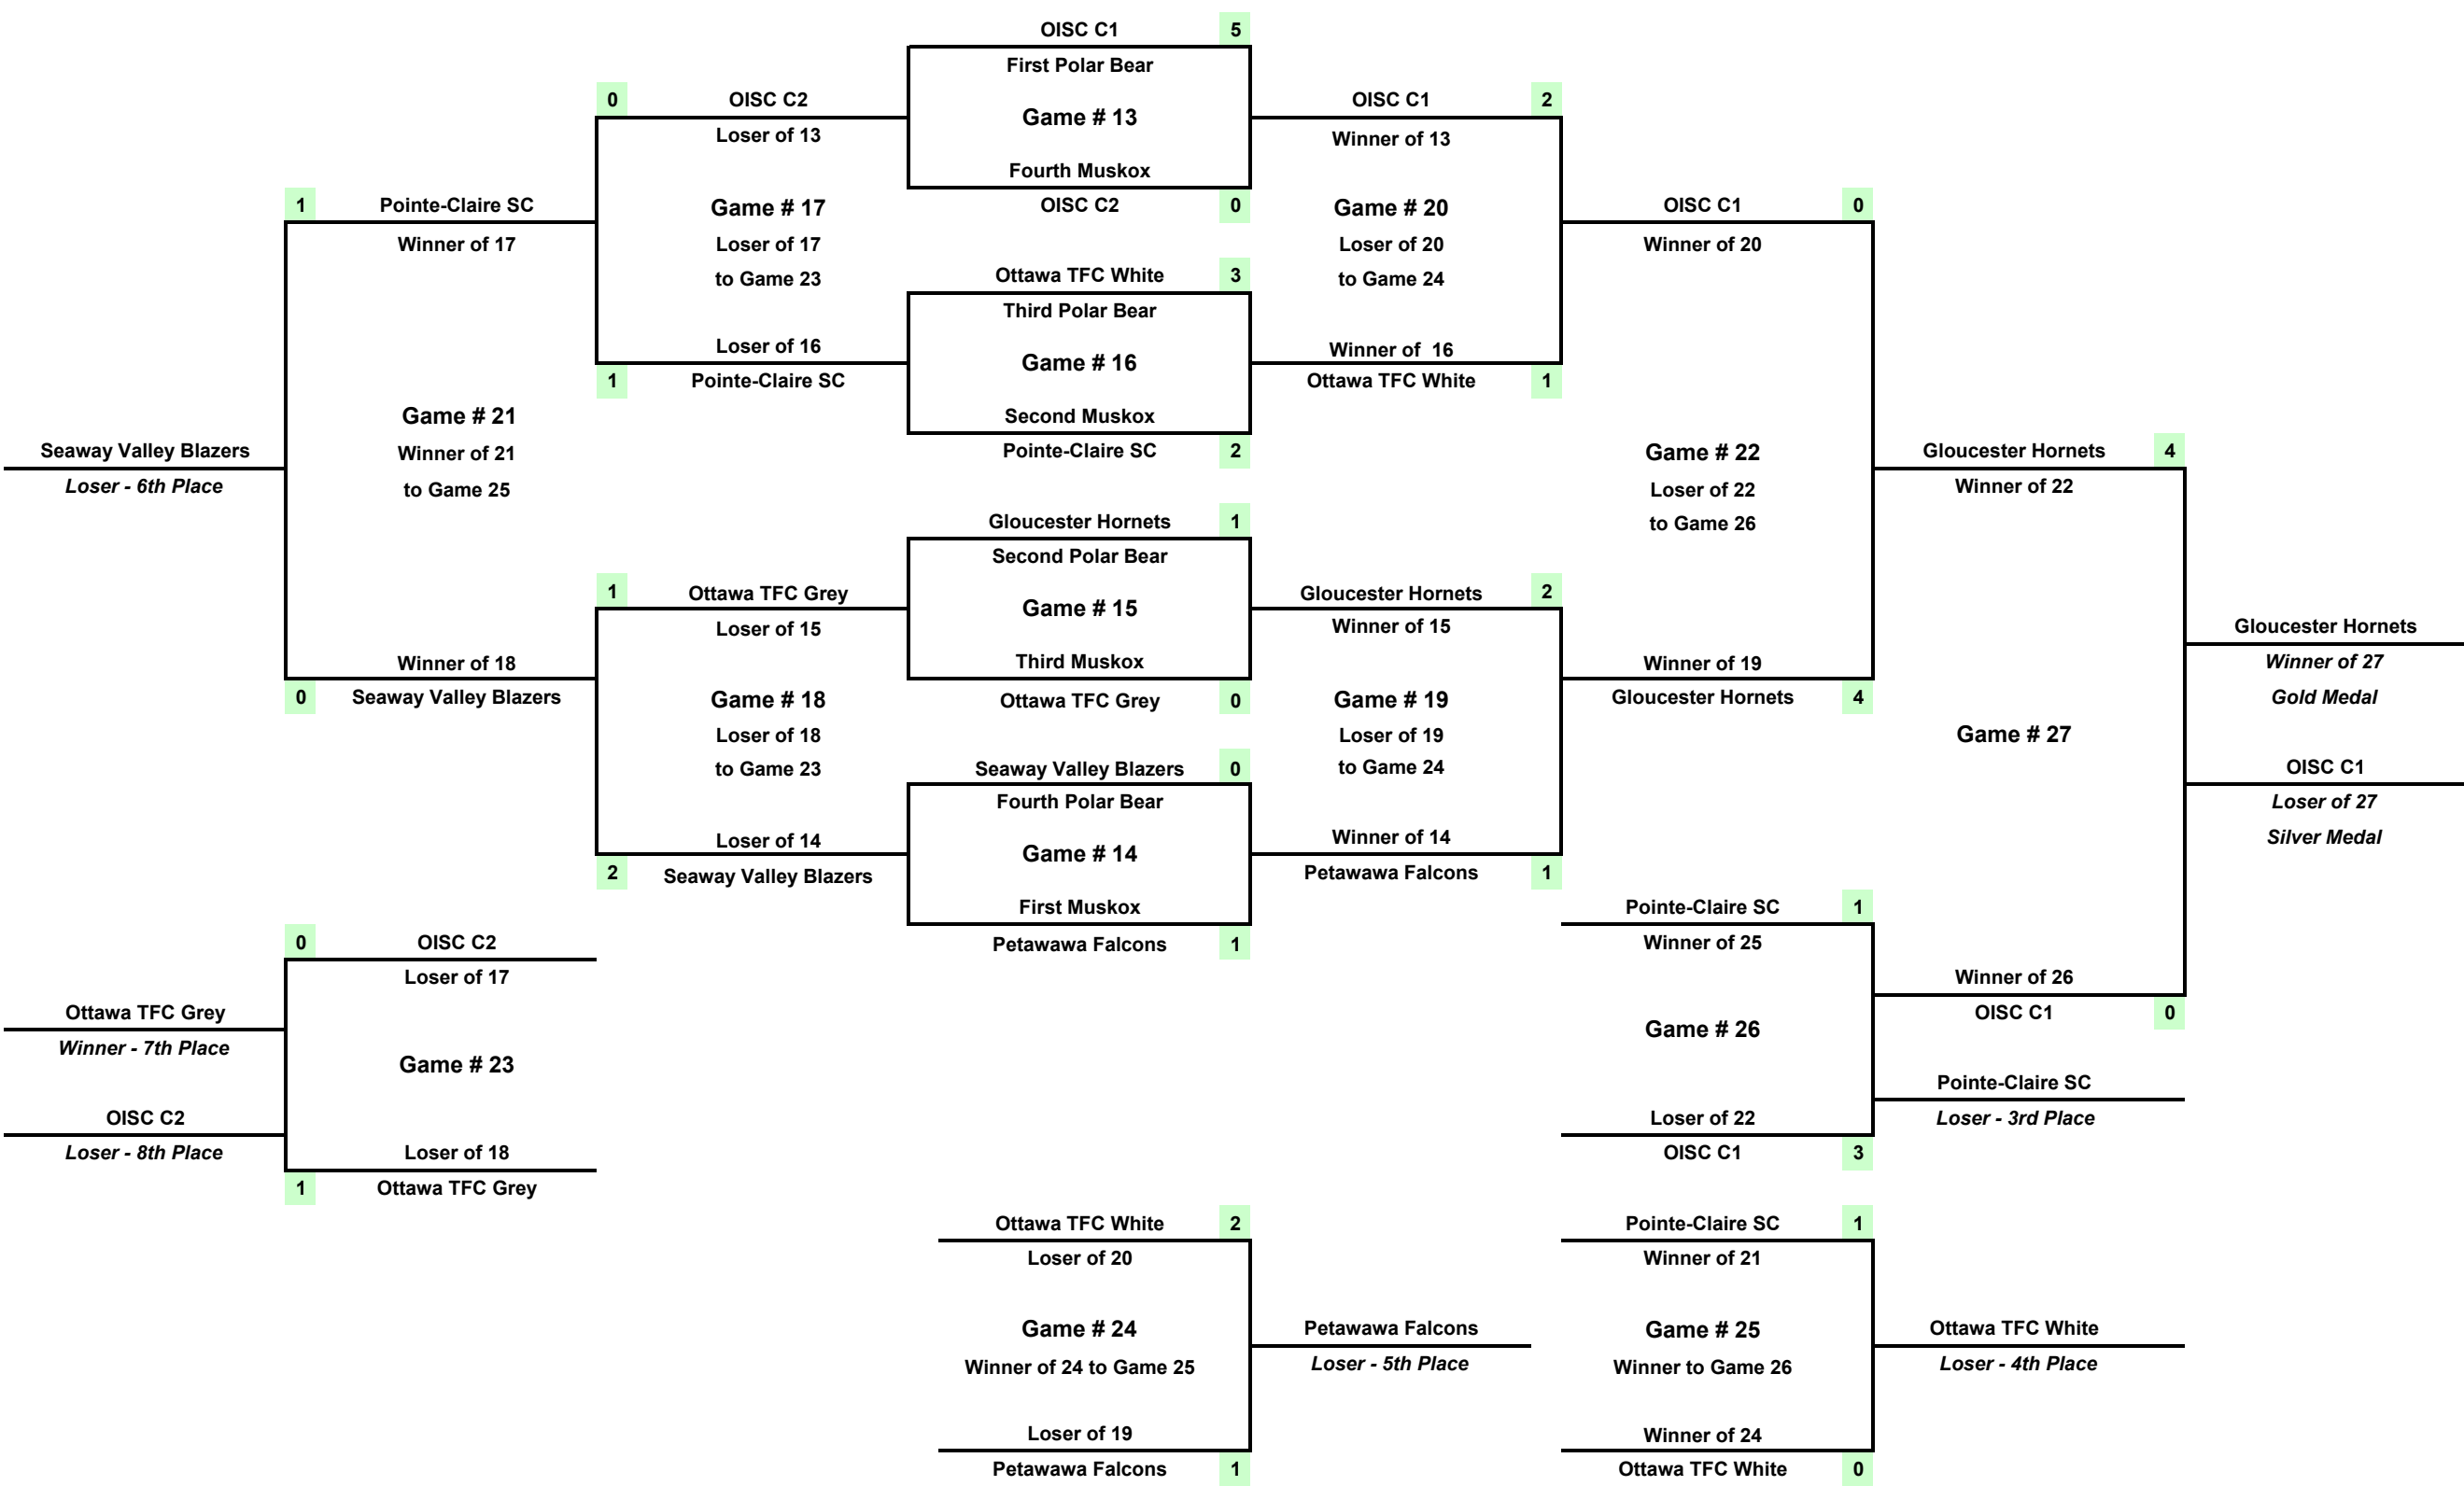 OISC C1 5
First Polar Bear
0 OISC C2 OISC C1 2
Game # 13
Loser of 13 Winner of 13
Fourth Muskox
1 Pointe-Claire SC Game # 17 OISC C2 0 Game # 20 OISC C1 0
Winner of 17 Loser of 17 Loser of 20 Winner of 20
to Game 23 Ottawa TFC White 3 to Game 24
Third Polar Bear
Loser of 16 Winner of 16
Game # 16
1 Pointe-Claire SC Ottawa TFC White 1
Game # 21 Second Muskox
Seaway Valley Blazers Winner of 21 Pointe-Claire SC 2 Game # 22 Gloucester Hornets 4
Loser - 6th Place to Game 25 Loser of 22 Winner of 22
Gloucester Hornets 1 to Game 26
Second Polar Bear
1 Ottawa TFC Grey Gloucester Hornets 2
Game # 15
Loser of 15 Winner of 15 Gloucester Hornets
Winner of 18 Third Muskox Winner of 19 Winner of 27
0 Seaway Valley Blazers Game # 18 Ottawa TFC Grey 0 Game # 19 Gloucester Hornets 4 Gold Medal
Loser of 18 Loser of 19 Game # 27
to Game 23 Seaway Valley Blazers 0 to Game 24 OISC C1
Fourth Polar Bear Loser of 27
Loser of 14 Winner of 14 Silver Medal
Game # 14
2 Seaway Valley Blazers Petawawa Falcons 1
First Muskox Pointe-Claire SC 1
0 OISC C2 Petawawa Falcons 1 Winner of 25
Loser of 17 Winner of 26
Ottawa TFC Grey OISC C1 0
Game # 26
Winner - 7th Place
Game # 23
Pointe-Claire SC
OISC C2 Loser of 22 Loser - 3rd Place
Loser - 8th Place Loser of 18 OISC C1 3
1 Ottawa TFC Grey
Ottawa TFC White 2 Pointe-Claire SC 1
Loser of 20 Winner of 21
Game # 24 Petawawa Falcons Game # 25 Ottawa TFC White
Winner of 24 to Game 25 Loser - 5th Place Winner to Game 26 Loser - 4th Place
Loser of 19 Winner of 24
Petawawa Falcons 1 Ottawa TFC White 0